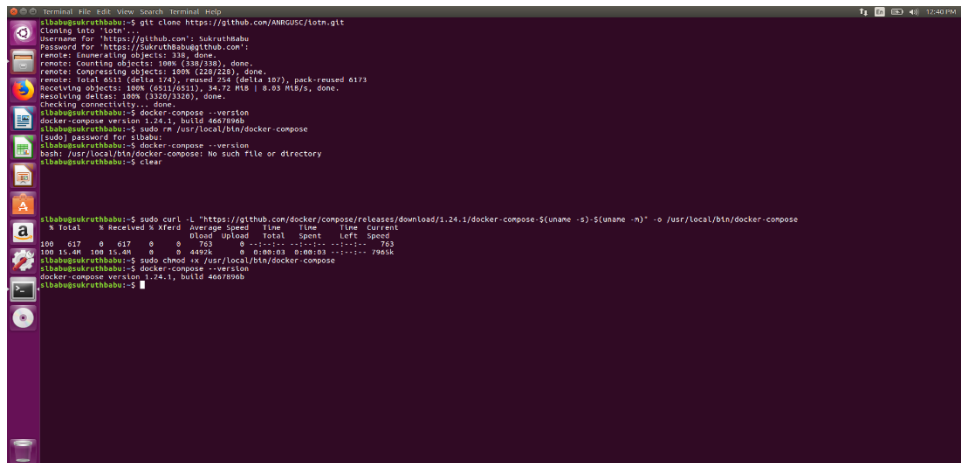 Terminal File Edit View Search Terminal Help
En
12:40 PM
slbabu@sukruthbabu:~$ git clone https://github.com/ANRGUSC/iotm.git
Cloning into 'iotm'...
Username for 'https://github.com': SukruthBabu
Password for 'https://SukruthBabu@github.com':
remote: Enumerating objects: 338, done.
remote: Counting objects: 100% (338/338), done.
remote: Compressing objects: 100% (228/228), done.
remote: Total 6511 (delta 174), reused 254 (delta 107), pack-reused 6173
Receiving objects: 100% (6511/6511), 34.72 MiB | 8.03 MiB/s, done.
Resolving deltas: 100% (3320/3320), done.
Checking connectivity... done.
slbabu@sukruthbabu:~$ docker-compose --version
docker-compose version 1.24.1, build 4667896b
slbabu@sukruthbabu:~$ sudo rm /usr/local/bin/docker-compose
[sudo] password for slbabu:
slbabu@sukruthbabu:~$ docker-compose --version
bash: /usr/local/bin/docker-compose: No such file or directory
slbabu@sukruthbabu:~$ clear
slbabu@sukruthbabu:~$ sudo curl -L "https://github.com/docker/compose/releases/download/1.24.1/docker-compose-$(uname -s)-$(uname -m)" -o /usr/local/bin/docker-compose
% Total % Received % Xferd Average Speed Time Time Time Current
Dload Upload Total Spent Left Speed
100 617 0 617 0 0 763 0 --:--:-- --:--:-- --:--:-- 763
100 15.4M 100 15.4M 0 0 4492k 0 0:00:03 0:00:03 --:--:-- 7965k
slbabu@sukruthbabu:~$ sudo chmod +x /usr/local/bin/docker-compose
slbabu@sukruthbabu:~$ docker-compose --version
docker-compose version 1.24.1, build 4667896b
slbabu@sukruthbabu:~$